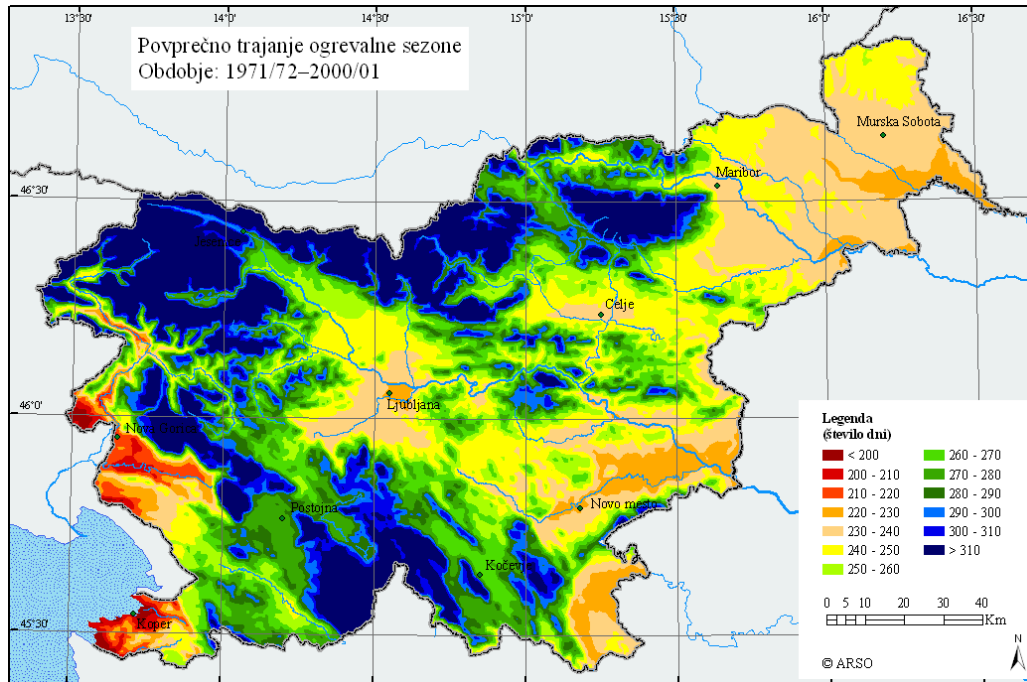 13°30' 14°0' 14°30' 15°0' 15°30' 16°0' 16°30'
Povprečno trajanje ogrevalne sezone
Obdobje: 1971/72–2000/01
Murska Sobota
Maribor
46°30'
Jesenice
Celje
Ljubljana
46°0'
Nova Gorica
Novo mesto
Postojna
Kočevje
Koper
45°30'
Legenda
(število dni)
< 200
200 - 210
210 - 220
220 - 230
230 - 240
240 - 250
250 - 260
260 - 270
270 - 280
280 - 290
290 - 300
300 - 310
> 310
0 5 10 20 30 40
Km
N
© ARSO